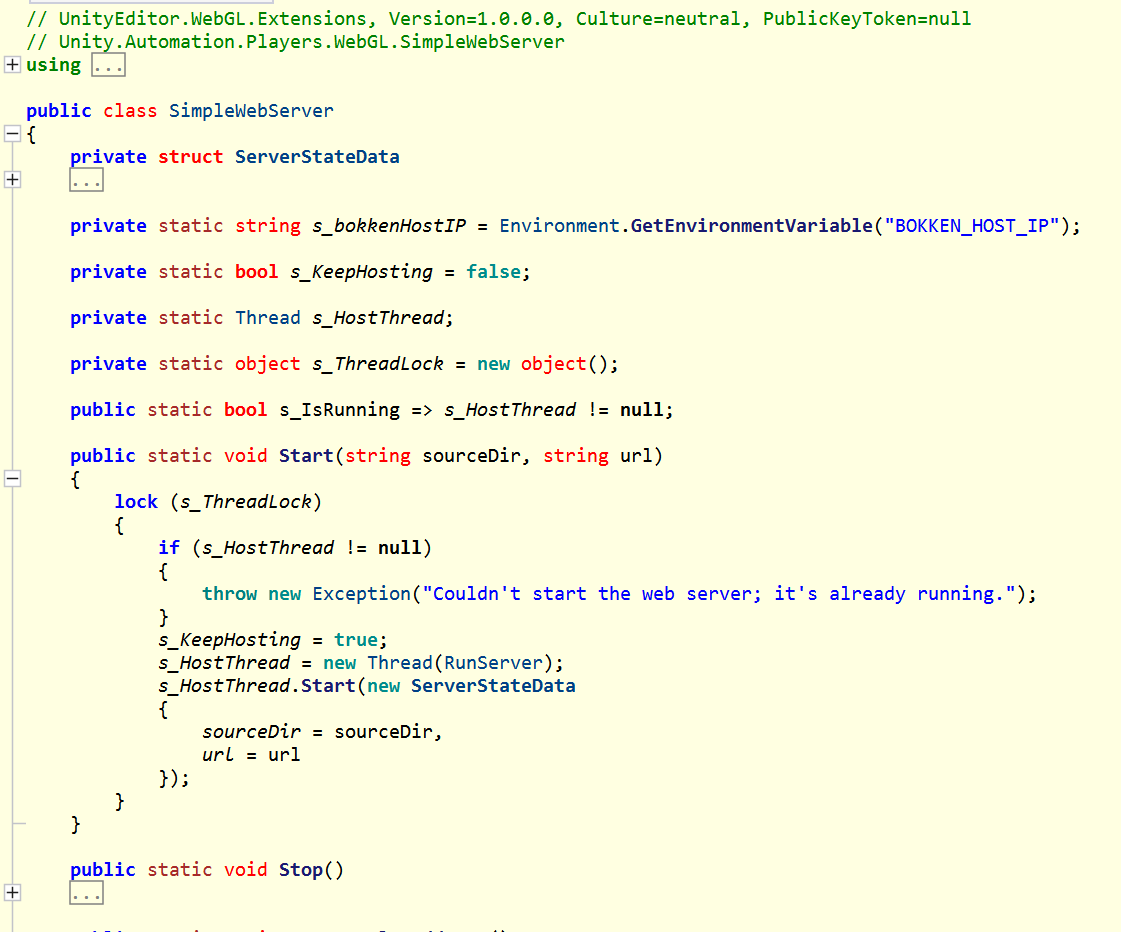 // UnityEditor.WebGL.Extensions, Version=1.0.0.0, Culture=neutral, PublicKeyToken=null
// Unity.Automation.Players.WebGL.SimpleWebServer
using ...
public class SimpleWebServer
{
private struct ServerStateData
...
private static string s_bokkenHostIP = Environment.GetEnvironmentVariable("BOKKEN_HOST_IP");
private static bool s_KeepHosting = false;
private static Thread s_HostThread;
private static object s_ThreadLock = new object();
public static bool s_IsRunning => s_HostThread != null;
public static void Start(string sourceDir, string url)
{
lock (s_ThreadLock)
{
if (s_HostThread != null)
{
throw new Exception("Couldn't start the web server; it's already running.");
}
s_KeepHosting = true;
s_HostThread = new Thread(RunServer);
s_HostThread.Start(new ServerStateData
{
sourceDir = sourceDir,
url = url
});
}
}
public static void Stop()
...